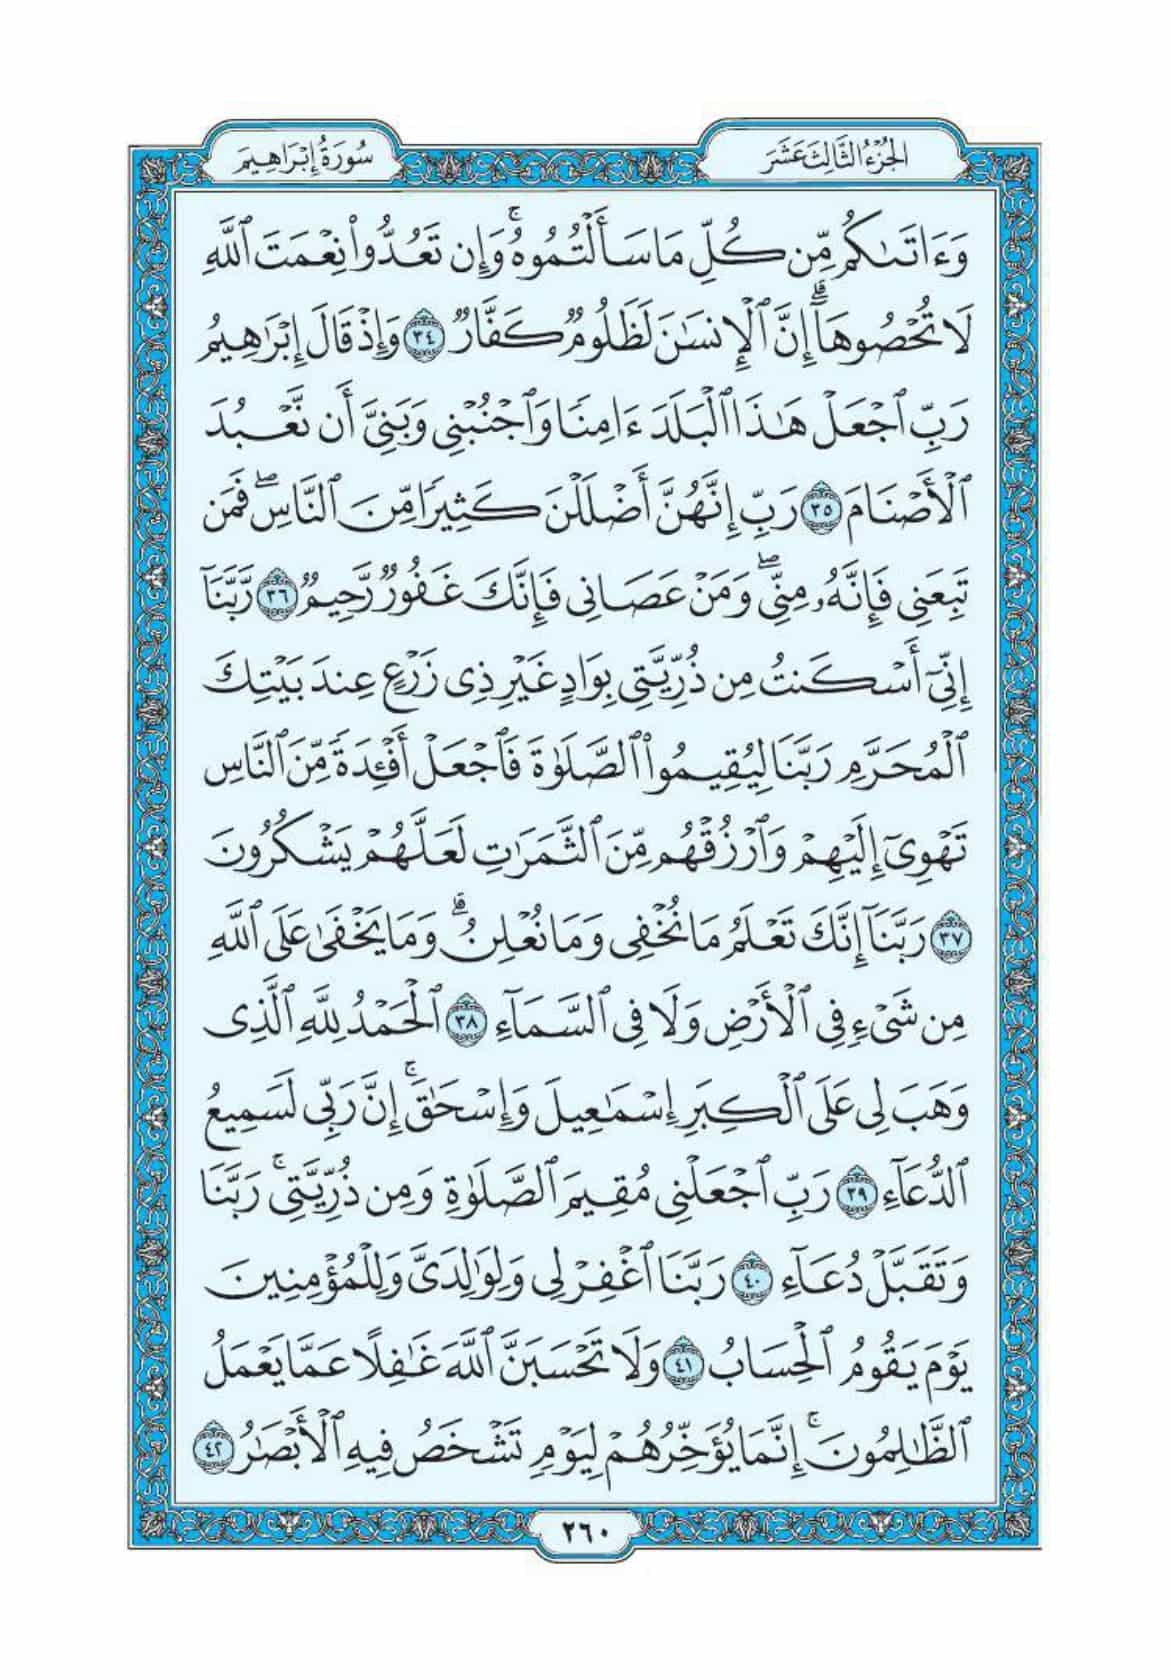 الجزء الثالث عشر
سورة إبراهيم
وَءَاتَىٰكُم مِّن كُلِّ مَا سَأَلْتُمُوهُ ۚ وَإِن تَعُدُّوا۟ نِعْمَتَ ٱللَّهِ
لَا تُحْصُوهَآ ۗ إِنَّ ٱلْإِنسَٰنَ لَظَلُومٌ كَفَّارٌ ٣٤ وَإِذْ قَالَ إِبْرَٰهِيمُ
رَبِّ ٱجْعَلْ هَٰذَا ٱلْبَلَدَ ءَامِنًا وَٱجْنُبْنِى وَبَنِىَّ أَن نَّعْبُدَ
ٱلْأَصْنَامَ ٣٥ رَبِّ إِنَّهُنَّ أَضْلَلْنَ كَثِيرًا مِّنَ ٱلنَّاسِ ۖ فَمَن
تَبِعَنِى فَإِنَّهُۥ مِنِّى ۖ وَمَنْ عَصَانِى فَإِنَّكَ غَفُورٌ رَّحِيمٌ ٣٦ رَّبَّنَآ
إِنِّىٓ أَسْكَنتُ مِن ذُرِّيَّتِى بِوَادٍ غَيْرِ ذِى زَرْعٍ عِندَ بَيْتِكَ
ٱلْمُحَرَّمِ رَبَّنَا لِيُقِيمُوا۟ ٱلصَّلَوٰةَ فَٱجْعَلْ أَفْـِٔدَةً مِّنَ ٱلنَّاسِ
تَهْوِىٓ إِلَيْهِمْ وَٱرْزُقْهُم مِّنَ ٱلثَّمَرَٰتِ لَعَلَّهُمْ يَشْكُرُونَ
٣٧ رَبَّنَآ إِنَّكَ تَعْلَمُ مَا نُخْفِى وَمَا نُعْلِنُ ۗ وَمَا يَخْفَىٰ عَلَى ٱللَّهِ
مِن شَىْءٍ فِى ٱلْأَرْضِ وَلَا فِى ٱلسَّمَآءِ ٣٨ ٱلْحَمْدُ لِلَّهِ ٱلَّذِى
وَهَبَ لِى عَلَى ٱلْكِبَرِ إِسْمَٰعِيلَ وَإِسْحَٰقَ ۚ إِنَّ رَبِّى لَسَمِيعُ
ٱلدُّعَآءِ ٣٩ رَبِّ ٱجْعَلْنِى مُقِيمَ ٱلصَّلَوٰةِ وَمِن ذُرِّيَّتِى ۚ رَبَّنَا
وَتَقَبَّلْ دُعَآءِ ٤٠ رَبَّنَا ٱغْفِرْ لِى وَلِوَٰلِدَىَّ وَلِلْمُؤْمِنِينَ
يَوْمَ يَقُومُ ٱلْحِسَابُ ٤١ وَلَا تَحْسَبَنَّ ٱللَّهَ غَٰفِلًا عَمَّا يَعْمَلُ
ٱلظَّٰلِمُونَ ۚ إِنَّمَا يُؤَخِّرُهُمْ لِيَوْمٍ تَشْخَصُ فِيهِ ٱلْأَبْصَٰرُ ٤٢
٢٦٠